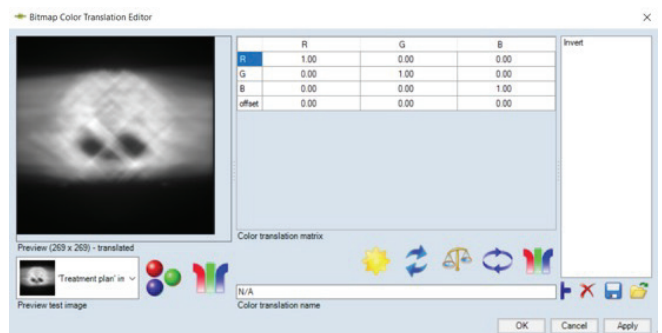 Bitmap Color Translation Editor
R G B
R 1.00 0.00 0.00
G 0.00 1.00 0.00
B 0.00 0.00 1.00
offset 0.00 0.00 0.00
Invert
Color translation matrix
Preview (269 x 269) - translated
'Treatment plan' in
Preview test image
N/A
Color translation name
OK Cancel Apply